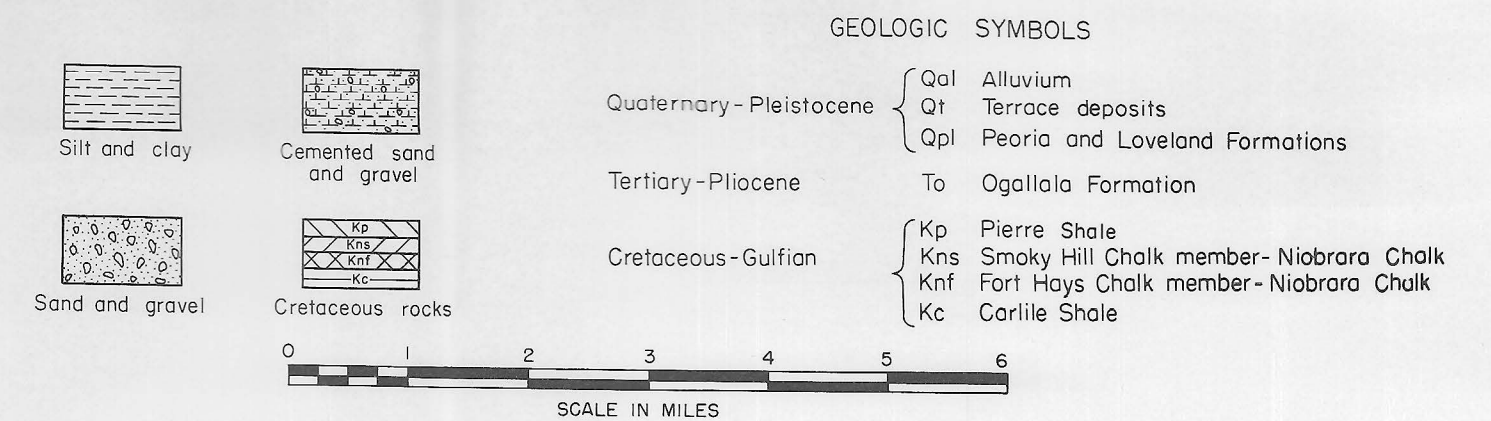 GEOLOGIC SYMBOLS
Silt and clay
Cemented sand
and gravel
Sand and gravel
Kp
Kns
Knf
Kc
Cretaceous rocks
Quaternary-Pleistocene
Qal Alluvium
Qt Terrace deposits
Qpl Peoria and Loveland Formations
Tertiary-Pliocene To Ogallala Formation
Cretaceous-Gulfian
Kp Pierre Shale
Kns Smoky Hill Chalk member-Niobrara Chalk
Knf Fort Hays Chalk member-Niobrara Chalk
Kc Carlile Shale
0 1 2 3 4 5 6
SCALE IN MILES